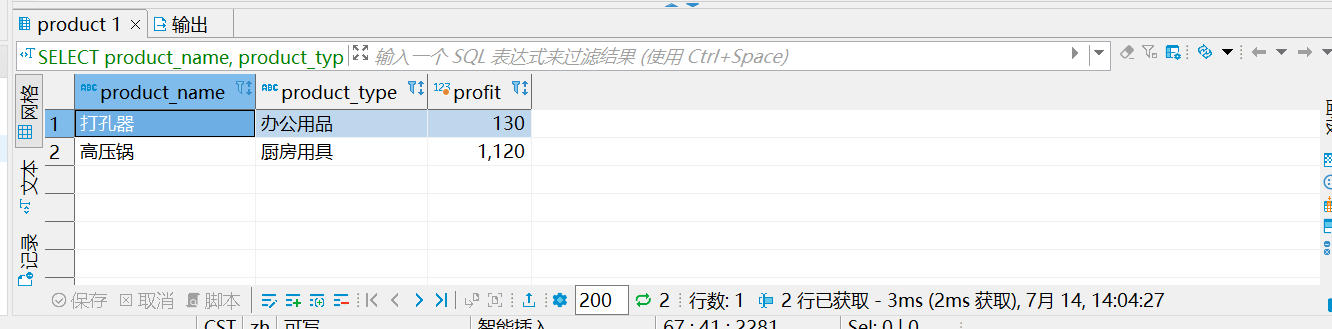 product 1 输出
SELECT product_name, product_typ 输入一个 SQL 表达式来过滤结果 (使用 Ctrl+Space)
网格
文本
记录
ABC product_name ABC product_type 123 profit
1 打孔器 办公用品 130
2 高压锅 厨房用具 1,120
保存 取消 脚本 200 2 行数: 1 2 行已获取 - 3ms (2ms 获取), 7月 14, 14:04:27
CST zh 可写 智能插入 67 : 41 : 2281 Sel: 0 | 0